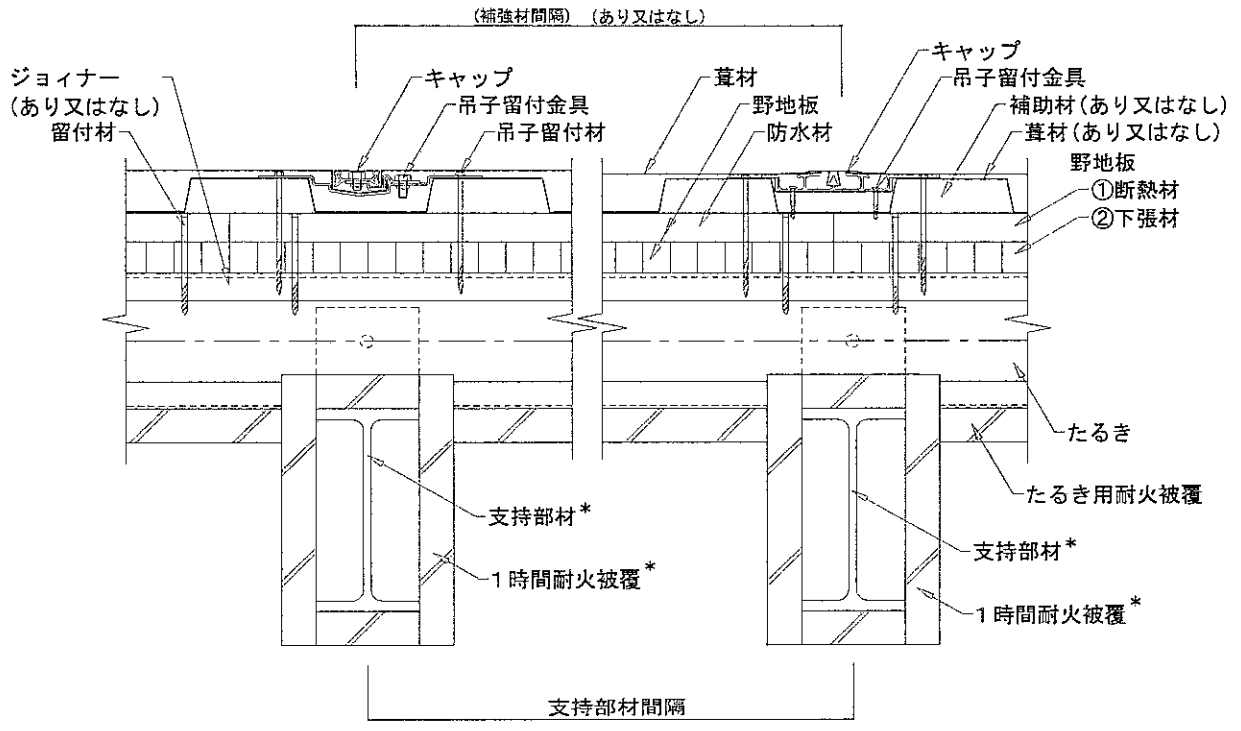 (補強材間隔) (あり又はなし)
ジョイナー
(あり又はなし)
留付材
キャップ
吊子留付金具
吊子留付材
葺材
野地板
防水材
キャップ
吊子留付金具
補助材(あり又はなし)
葺材(あり又はなし)
野地板
①断熱材
②下張材
たるき
たるき用耐火被覆
支持部材*
1時間耐火被覆*
支持部材*
1時間耐火被覆*
支持部材間隔